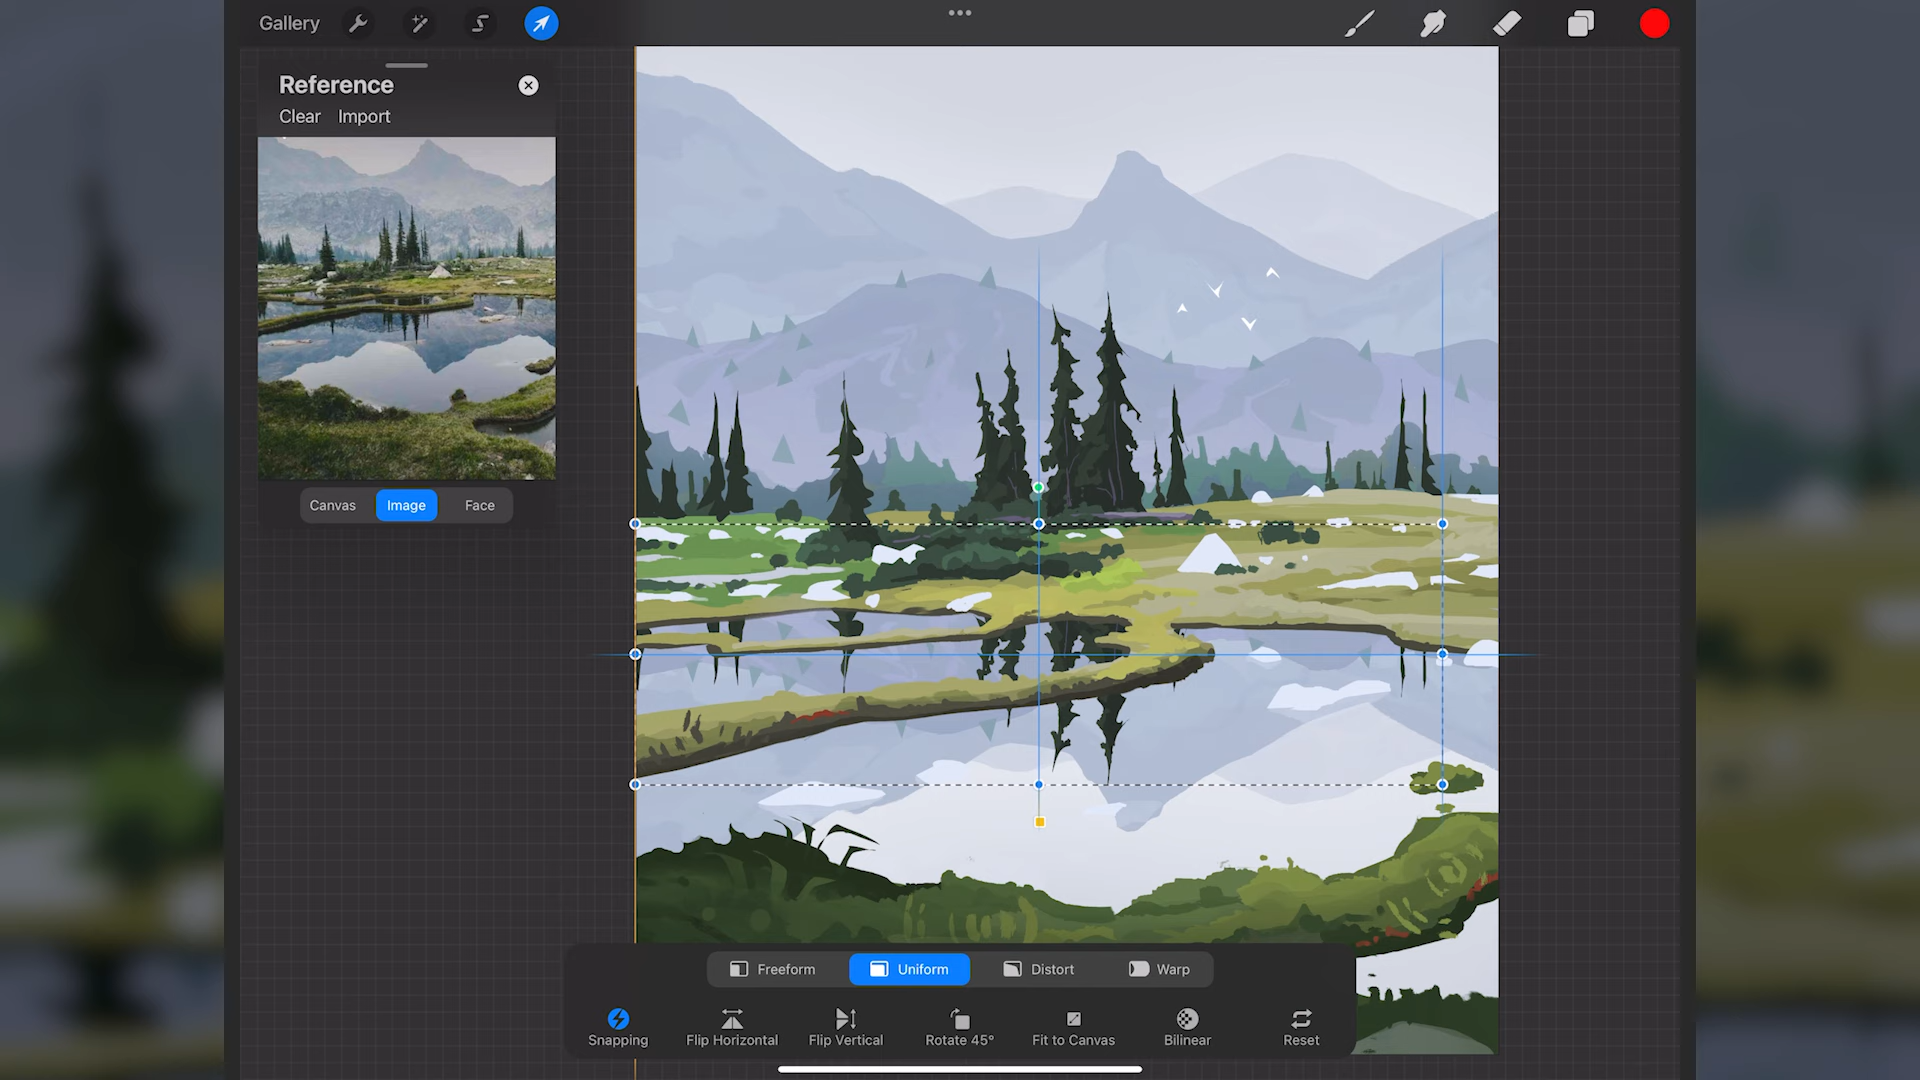 Gallery
Reference
Clear Import
Canvas Image Face
Freeform Uniform Distort Warp
Snapping Flip Horizontal Flip Vertical Rotate 45° Fit to Canvas Bilinear Reset